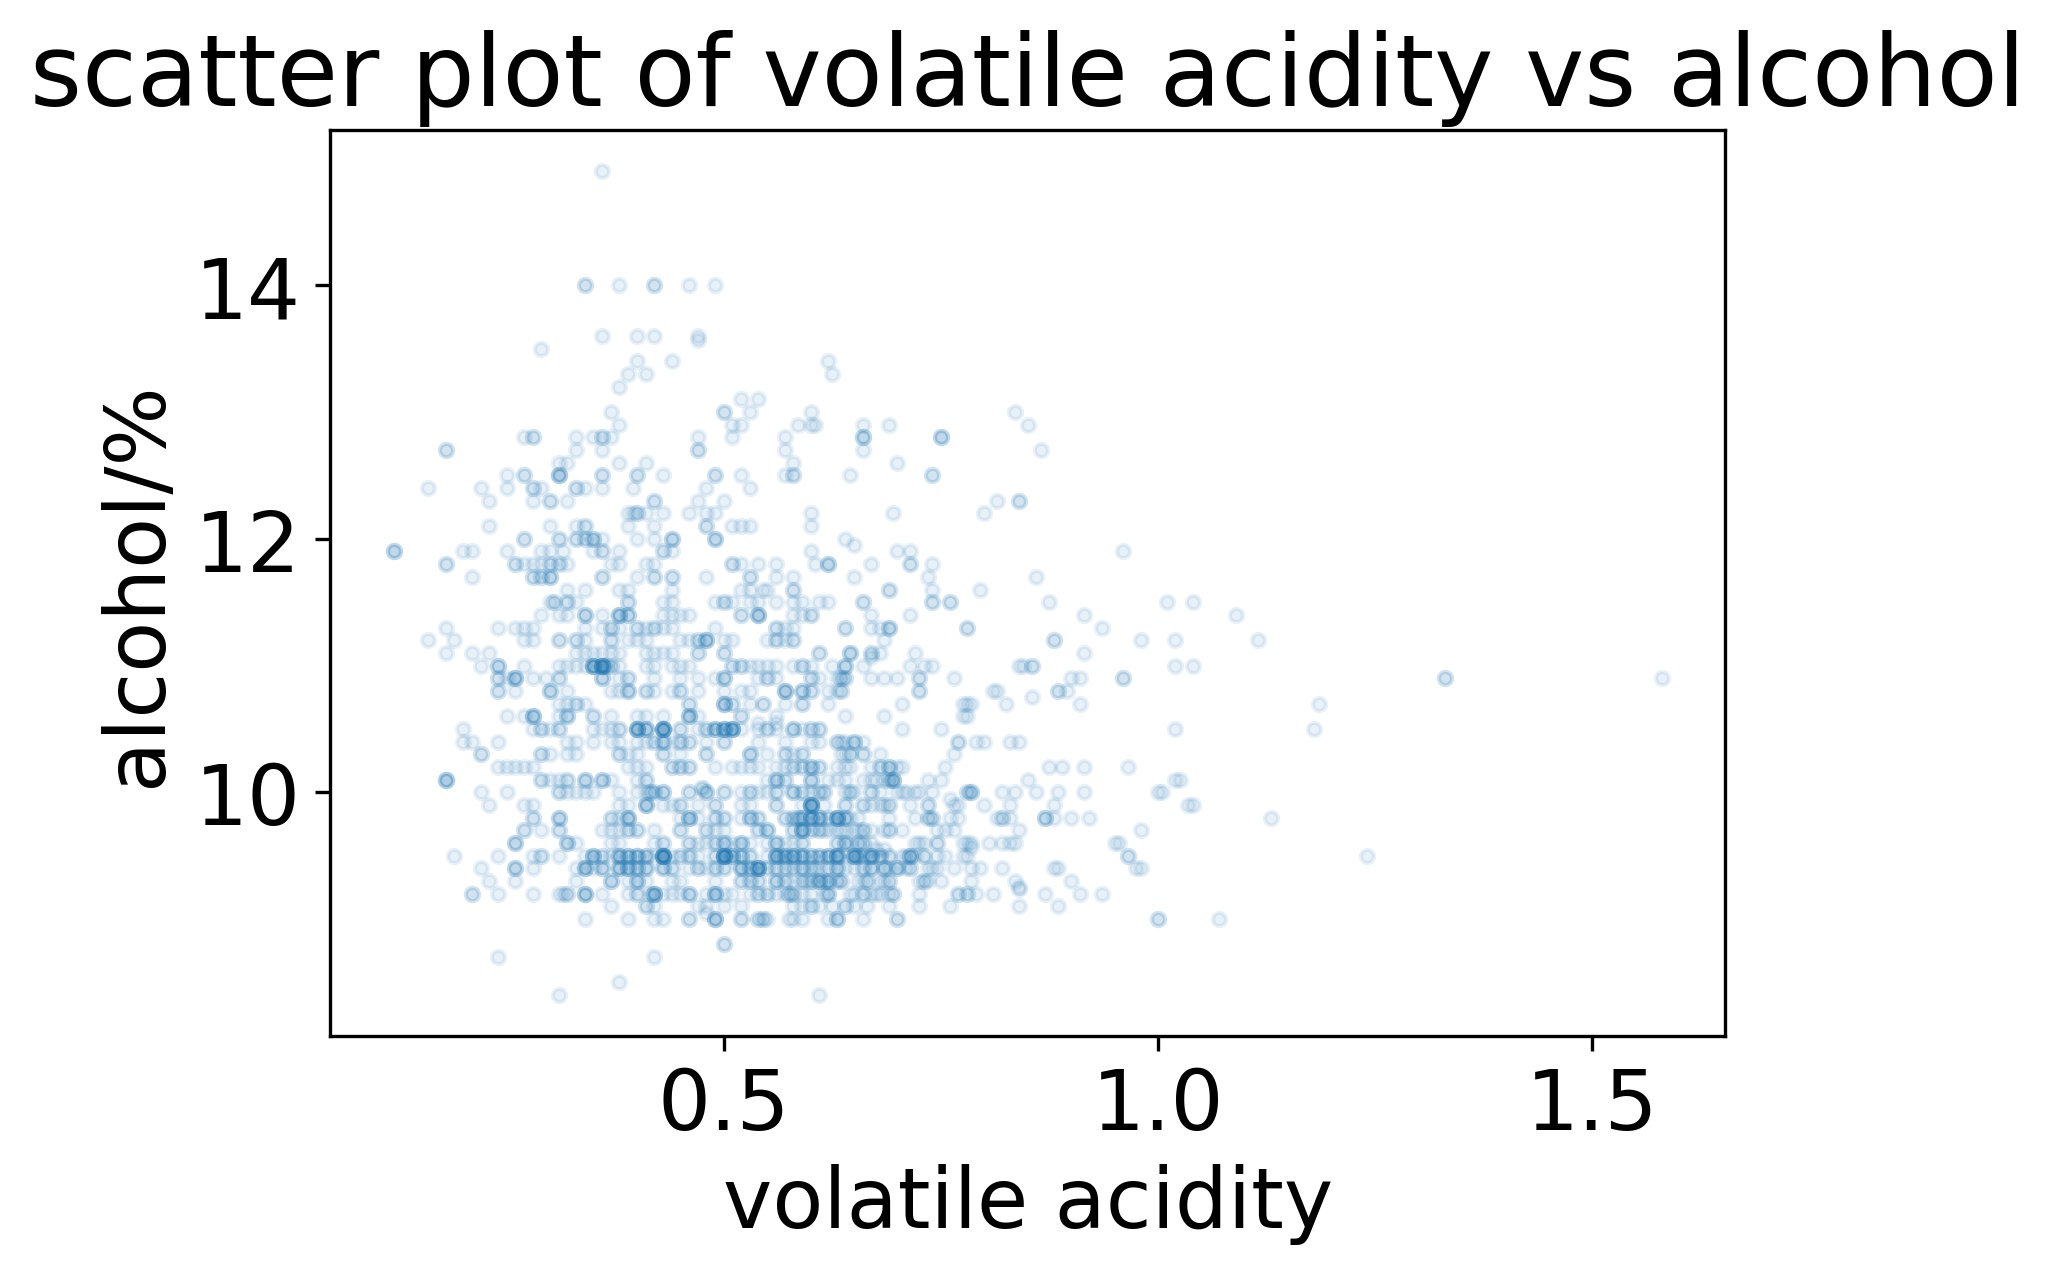 scatter plot of volatile acidity vs alcohol
alcohol/%
14
12
10
0.5 1.0 1.5
volatile acidity